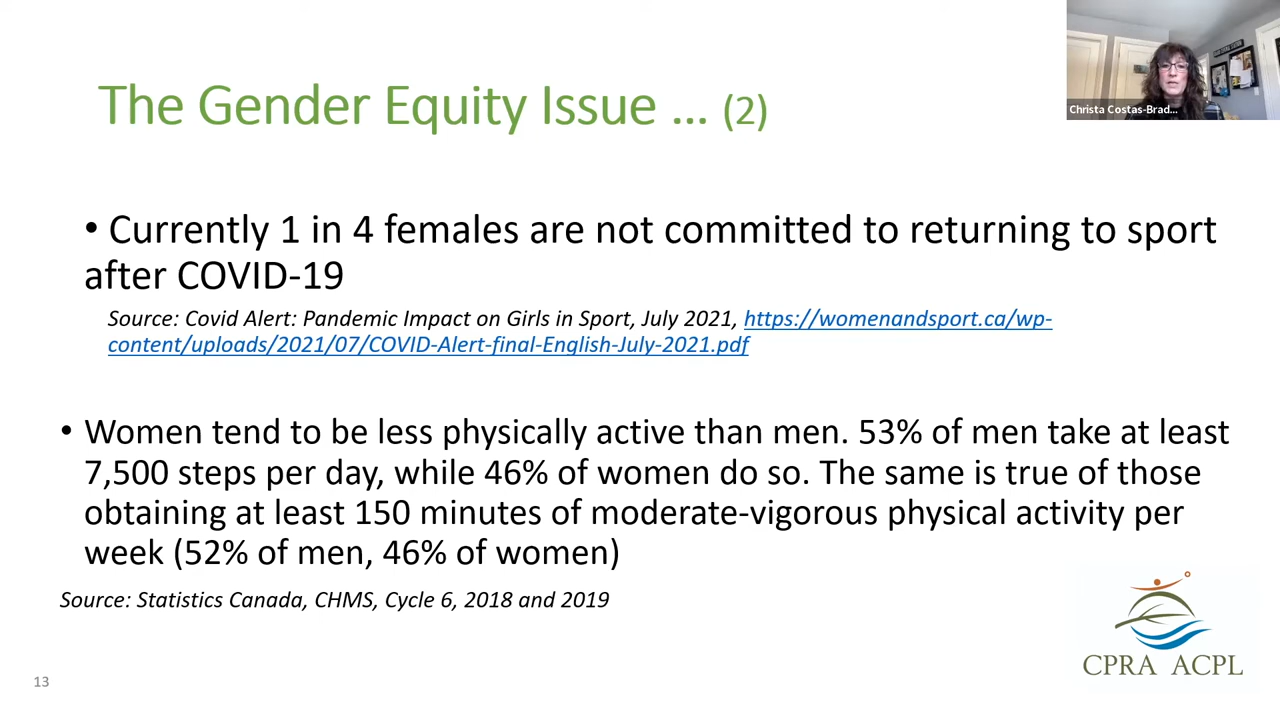 The Gender Equity Issue ... (2)
Christa Costas-Brad...
• Currently 1 in 4 females are not committed to returning to sport
after COVID-19
Source: Covid Alert: Pandemic Impact on Girls in Sport, July 2021, https://womenandsport.ca/wp-
content/uploads/2021/07/COVID-Alert-final-English-July-2021.pdf
• Women tend to be less physically active than men. 53% of men take at least
7,500 steps per day, while 46% of women do so. The same is true of those
obtaining at least 150 minutes of moderate-vigorous physical activity per
week (52% of men, 46% of women)
Source: Statistics Canada, CHMS, Cycle 6, 2018 and 2019
CPRA ACPL
13